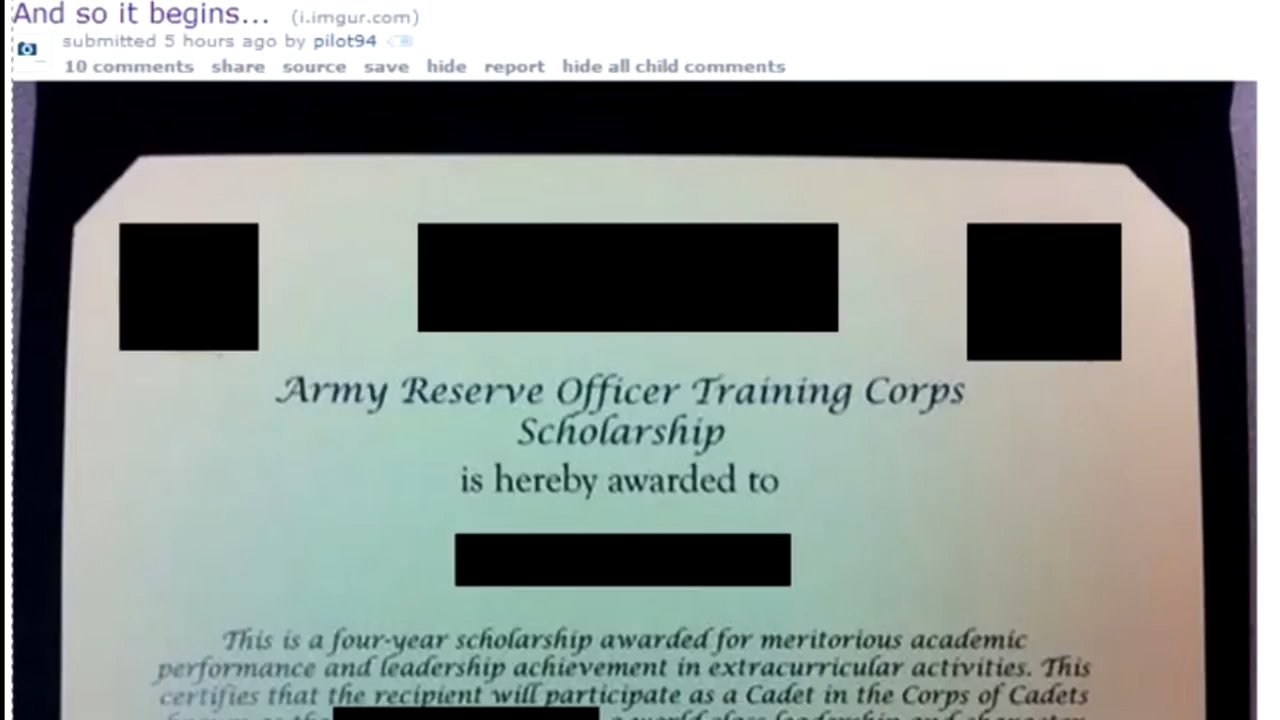 And so it begins... (i.imgur.com)
submitted 5 hours ago by pilot94
10 comments share source save hide report hide all child comments
Army Reserve Officer Training Corps
Scholarship
is hereby awarded to
This is a four-year scholarship awarded for meritorious academic
performance and leadership achievement in extracurricular activities. This
certifies that the recipient will participate as a Cadet in the Corps of Cadets